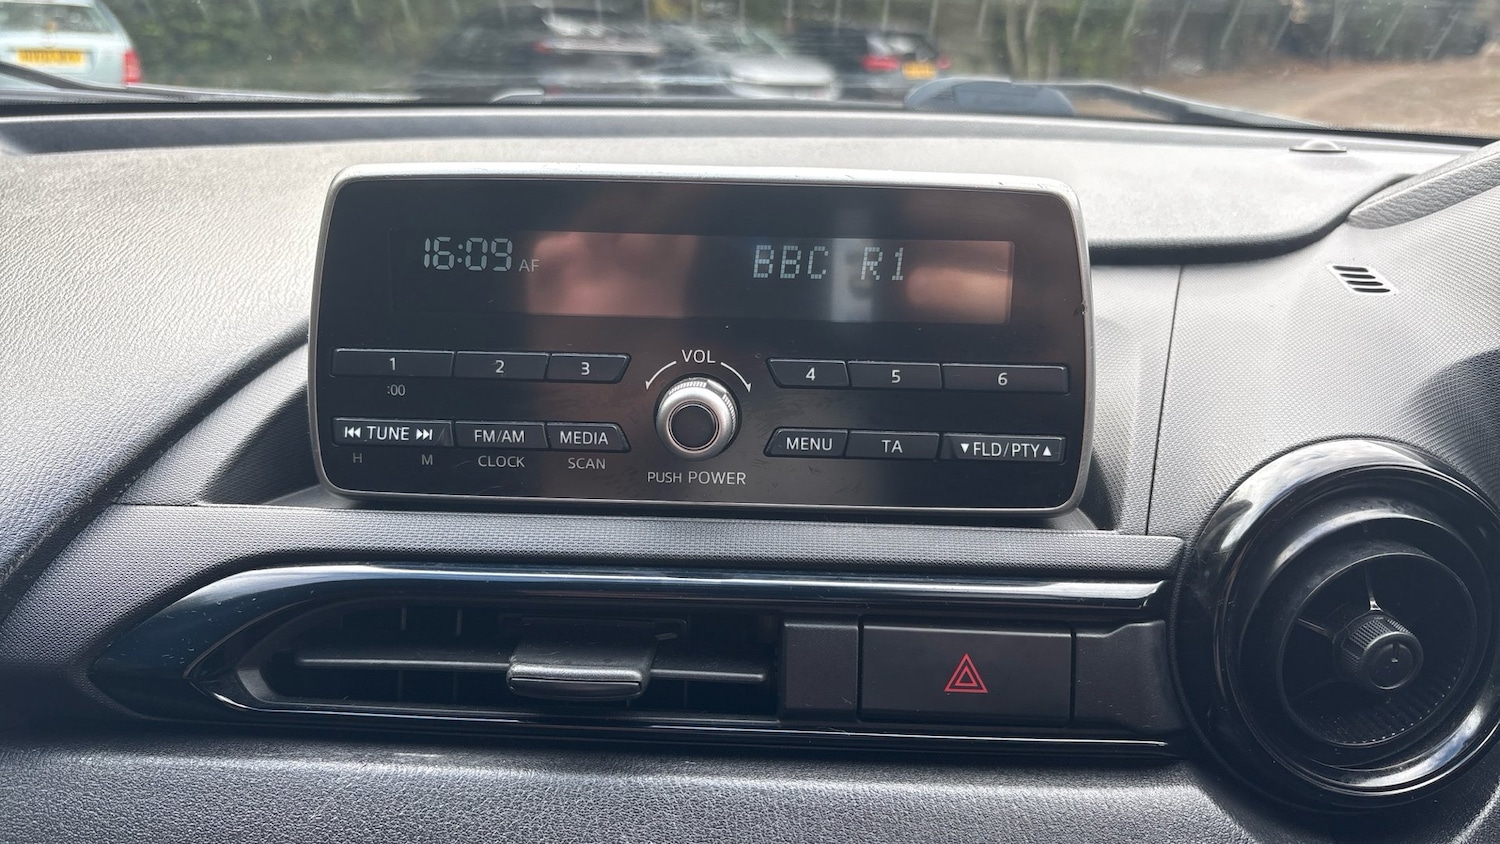 16:09 AF BBC R1
1 2 3 VOL 4 5 6
:00
⏮ TUNE ⏭ FM/AM MEDIA MENU TA ▼FLD/PTY▲
H M CLOCK SCAN PUSH POWER